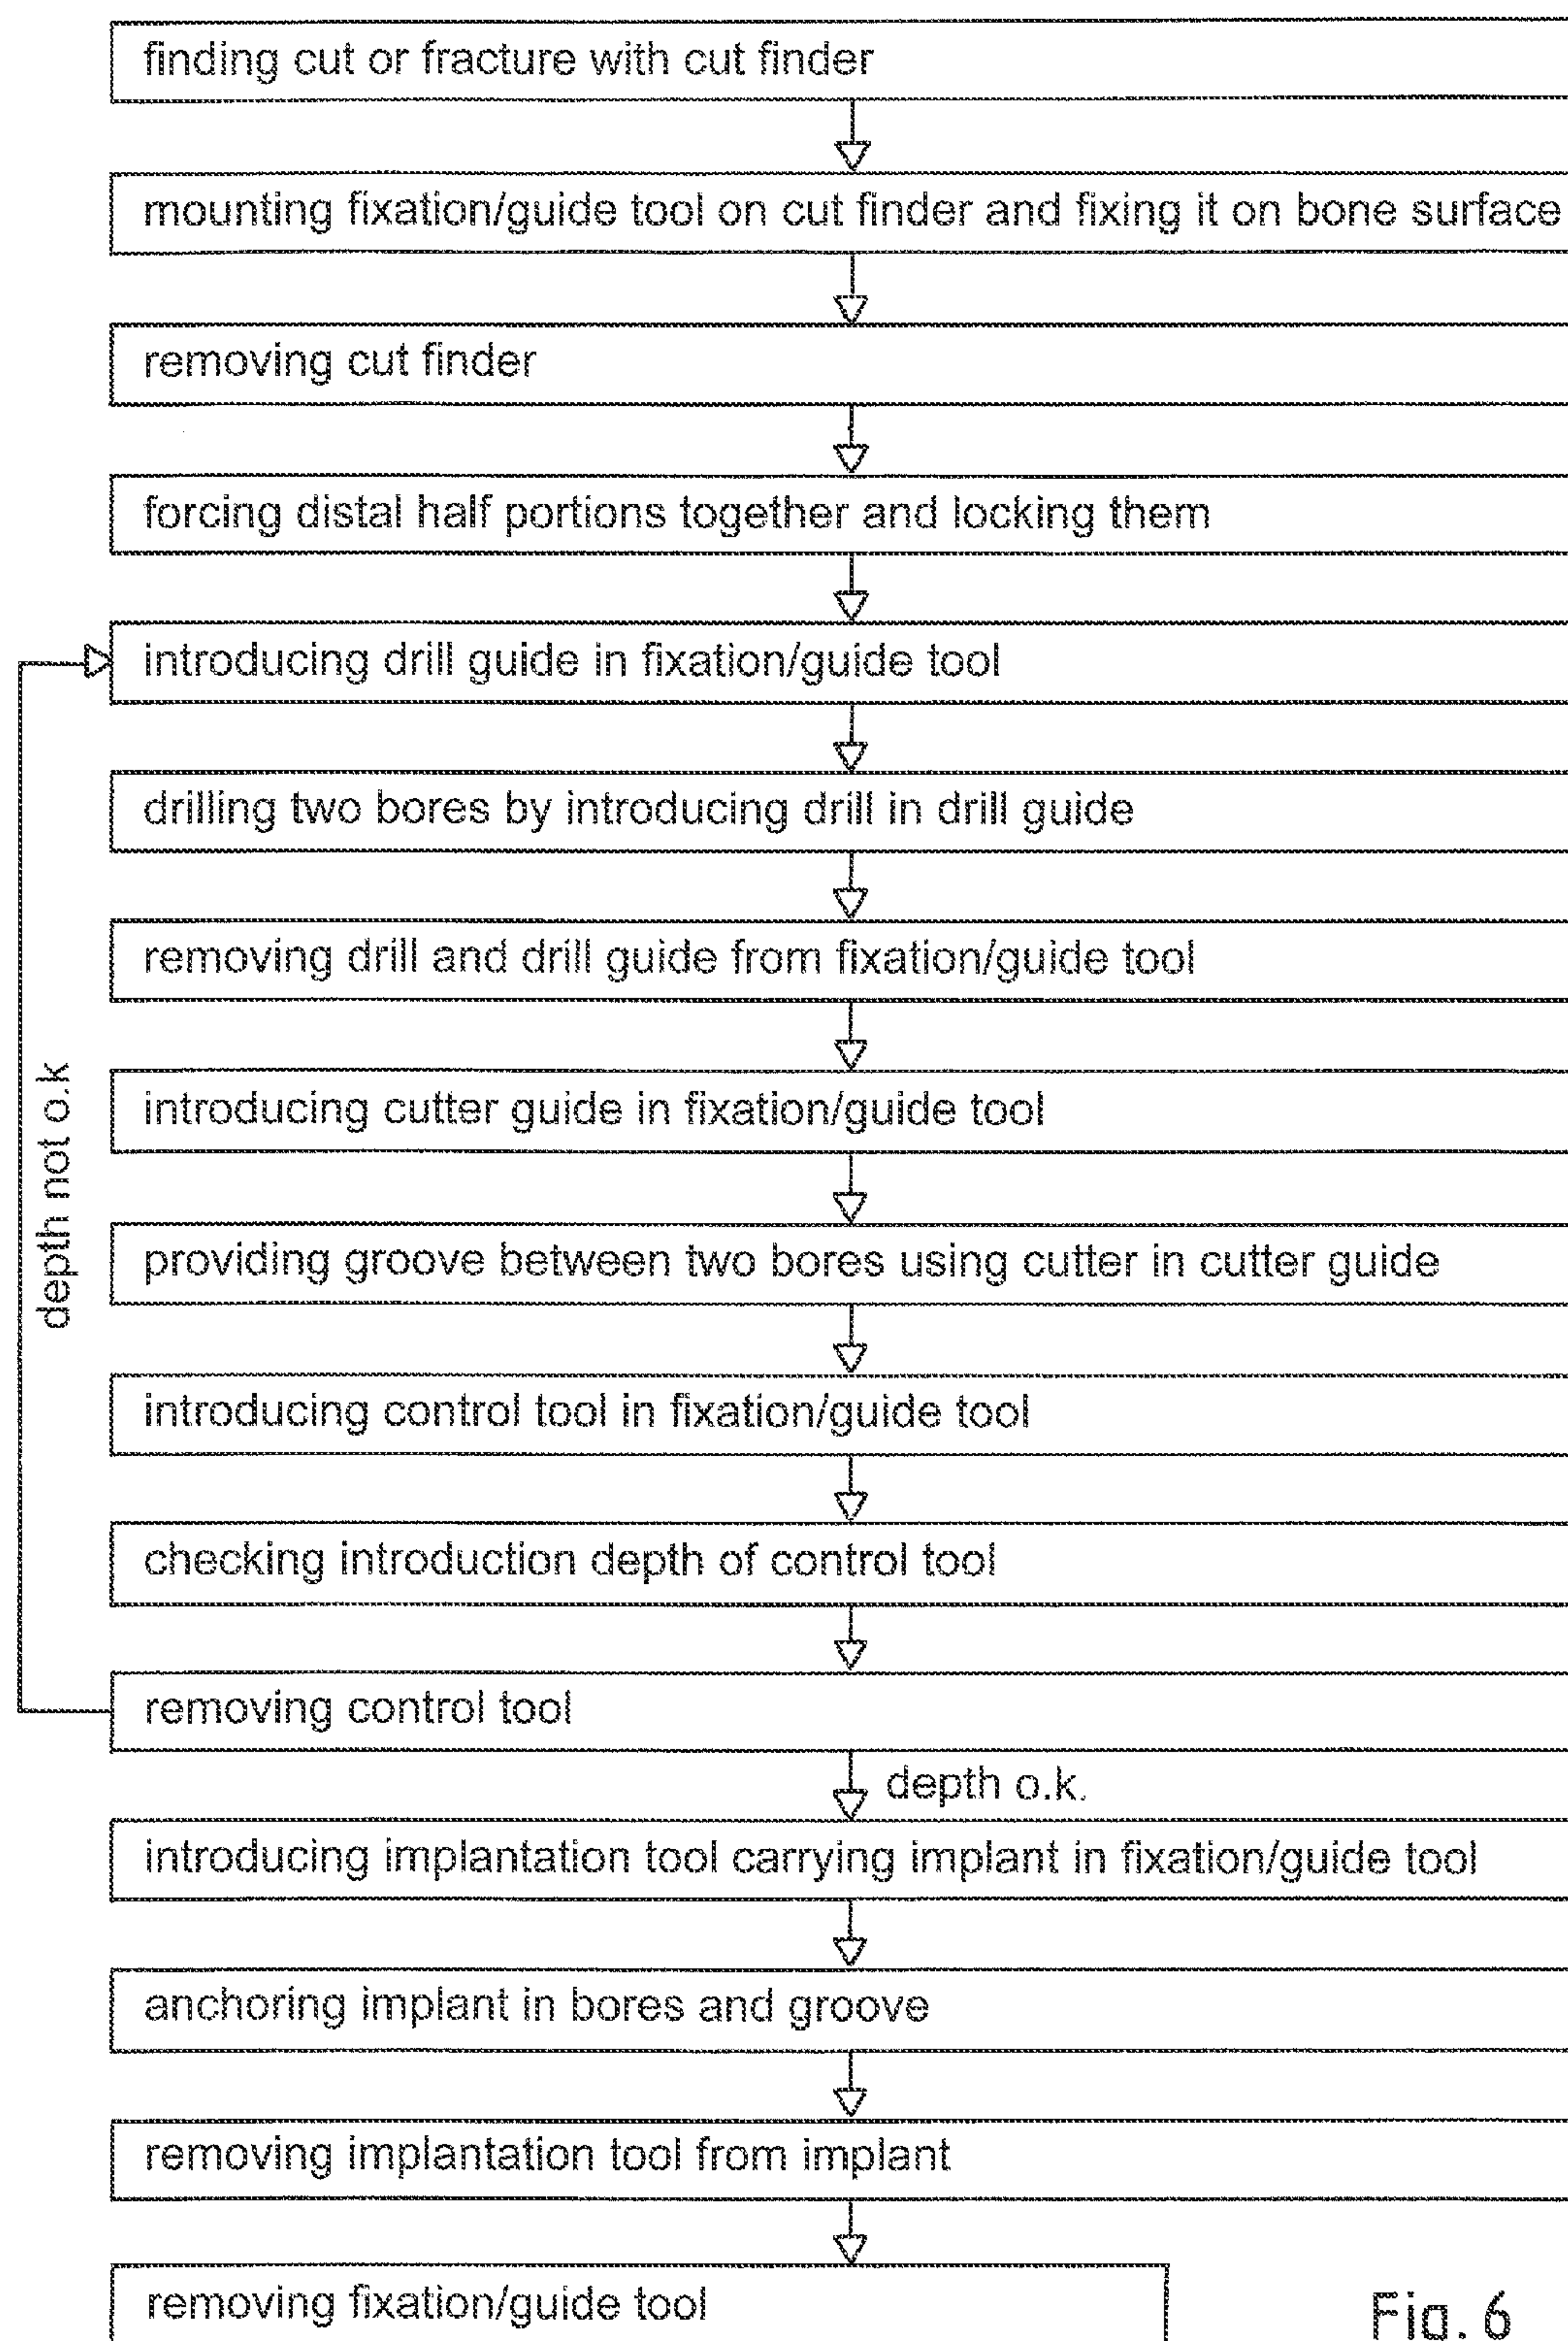 finding cut or fracture with cut finder
mounting fixation/guide tool on cut finder and fixing it on bone surface
removing cut finder
forcing distal half portions together and locking them
introducing drill guide in fixation/guide tool
drilling two bores by introducing drill in drill guide
removing drill and drill guide from fixation/guide tool
introducing cutter guide in fixation/guide tool
depth not o.k
providing groove between two bores using cutter in cutter guide
introducing control tool in fixation/guide tool
checking introduction depth of control tool
removing control tool
depth o.k.
introducing implantation tool carrying implant in fixation/guide tool
anchoring implant in bores and groove
removing implantation tool from implant
removing fixation/guide tool
Fig. 6